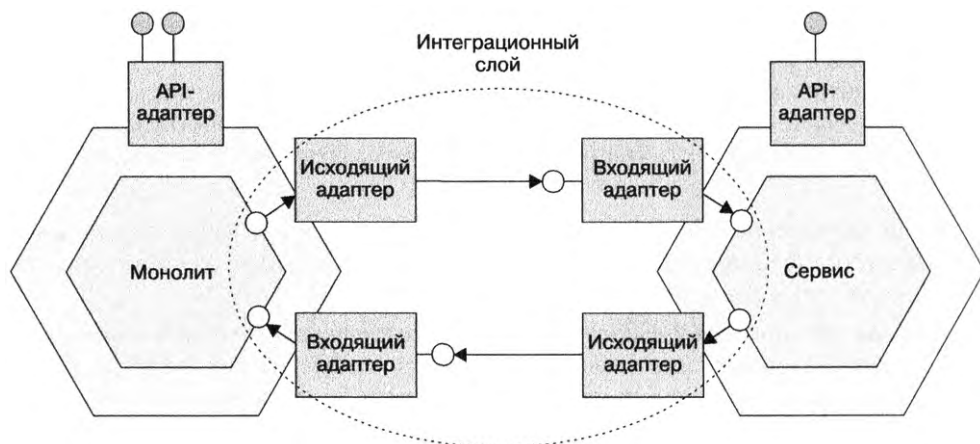 Интеграционный
слой
API-
адаптер
API-
адаптер
Исходящий
адаптер
Входящий
адаптер
Монолит
Сервис
Входящий
адаптер
Исходящий
адаптер